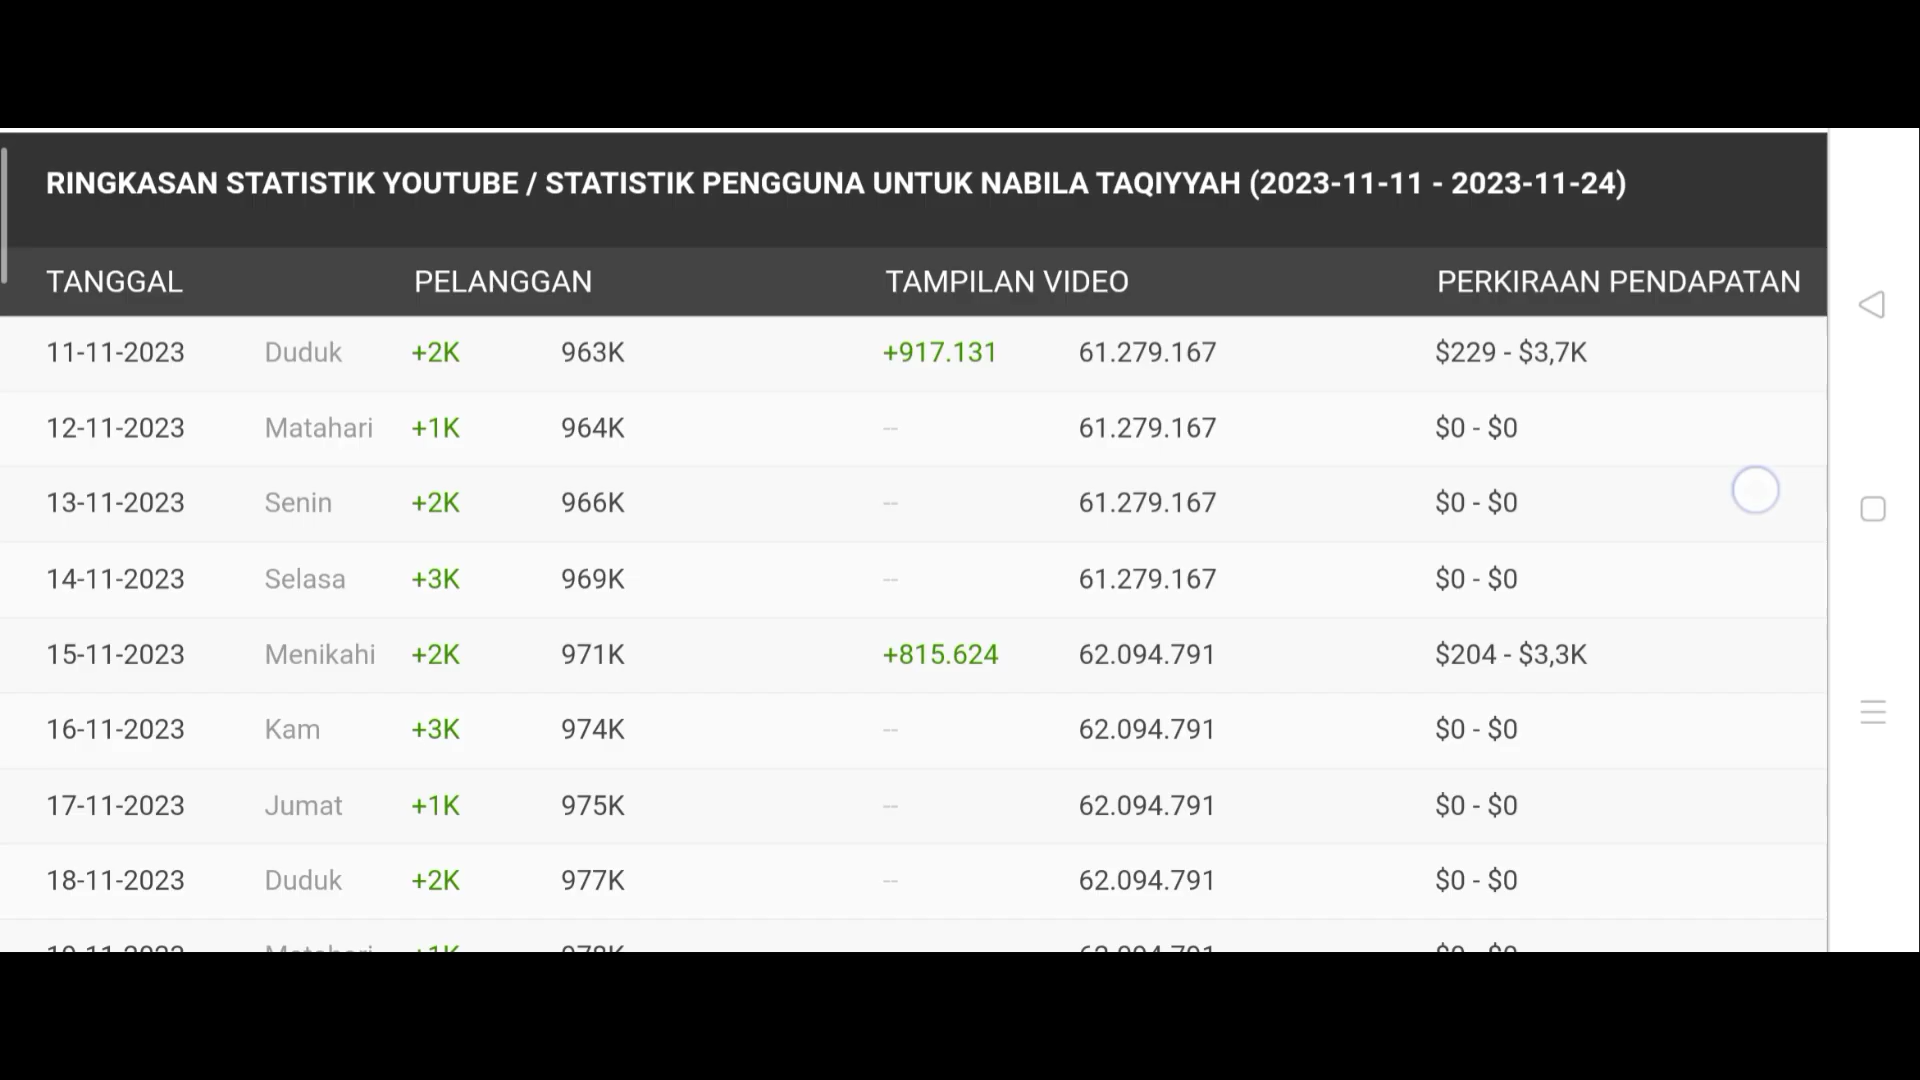 RINGKASAN STATISTIK YOUTUBE / STATISTIK PENGGUNA UNTUK NABILA TAQIYYAH (2023-11-11 - 2023-11-24)
TANGGAL PELANGGAN TAMPILAN VIDEO PERKIRAAN PENDAPATAN
11-11-2023 Duduk +2K 963K +917.131 61.279.167 $229 - $3,7K
12-11-2023 Matahari +1K 964K -- 61.279.167 $0 - $0
13-11-2023 Senin +2K 966K -- 61.279.167 $0 - $0
14-11-2023 Selasa +3K 969K -- 61.279.167 $0 - $0
15-11-2023 Menikahi +2K 971K +815.624 62.094.791 $204 - $3,3K
16-11-2023 Kam +3K 974K -- 62.094.791 $0 - $0
17-11-2023 Jumat +1K 975K -- 62.094.791 $0 - $0
18-11-2023 Duduk +2K 977K -- 62.094.791 $0 - $0